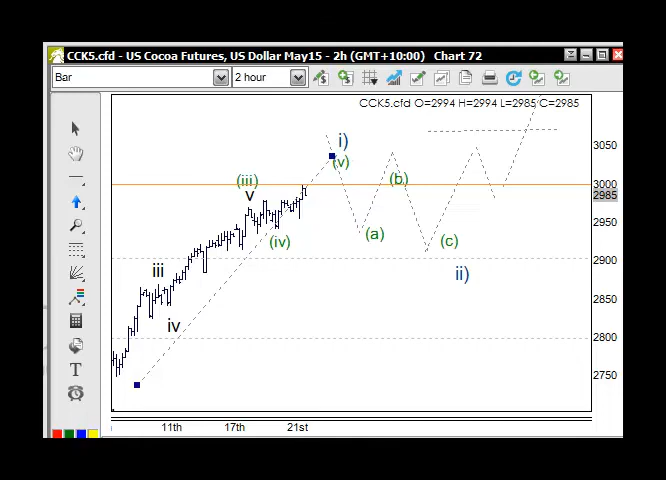 CCK5.cfd - US Cocoa Futures, US Dollar May15 - 2h (GMT+10:00) Chart 72
Bar 2 hour
CCK5.cfd O=2994 H=2994 L=2985 C=2985
i)
3050
(v)
(iii) (b) 3000
v 2985
2950
(a)
(iv) (c)
2900
iii ii)
2850
iv
2800
T 2750
11th 17th 21st